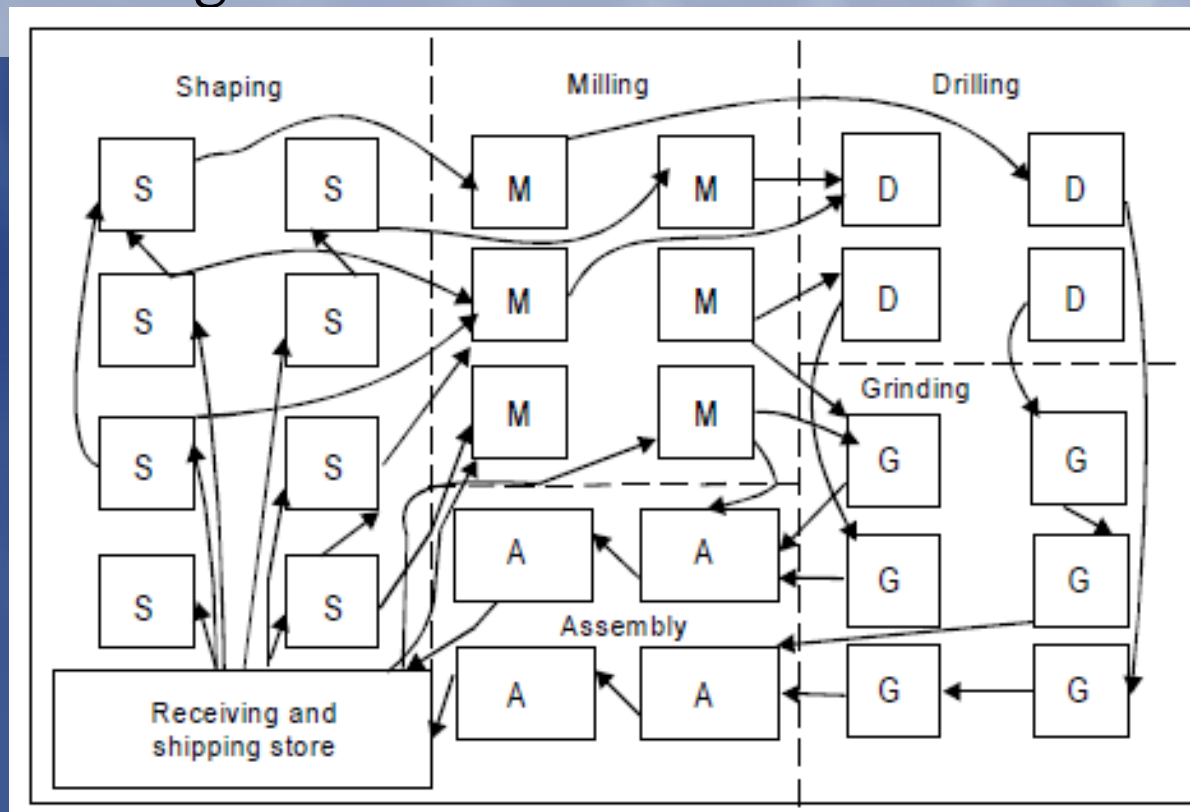 Shaping Milling Drilling
S S M M D D
S S M M D D
Grinding
S S M M G G
A A
S S G G
Assembly
A A G G
Receiving and
shipping store